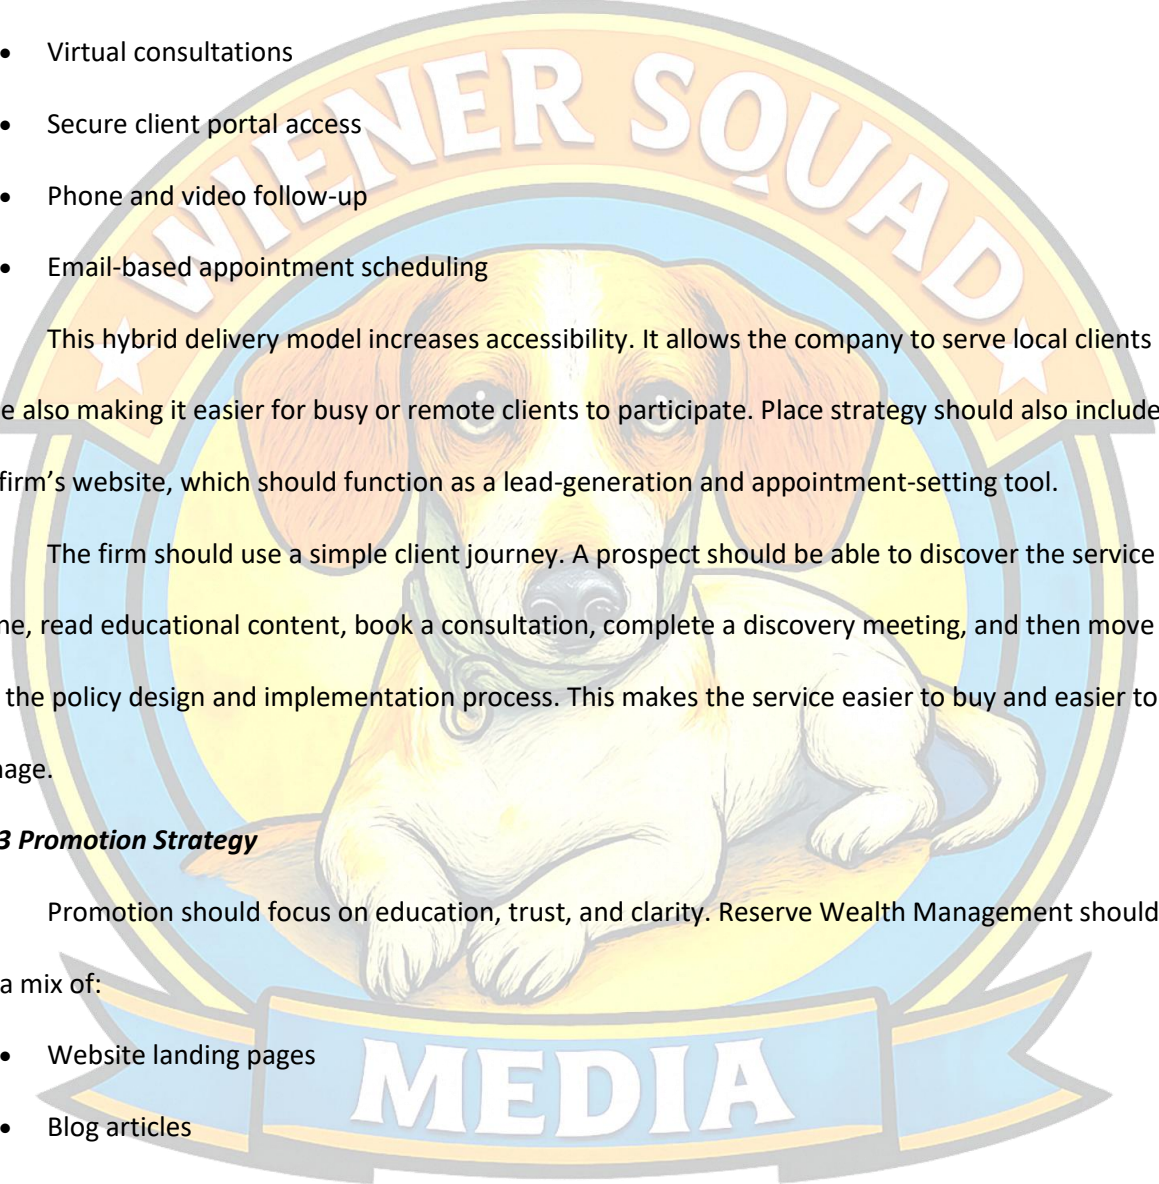 WIENER SQUAD
• Virtual consultations
• Secure client portal access
• Phone and video follow-up
• Email-based appointment scheduling
This hybrid delivery model increases accessibility. It allows the company to serve local clients
e also making it easier for busy or remote clients to participate. Place strategy should also include
firm’s website, which should function as a lead-generation and appointment-setting tool.
The firm should use a simple client journey. A prospect should be able to discover the service
ne, read educational content, book a consultation, complete a discovery meeting, and then move
the policy design and implementation process. This makes the service easier to buy and easier to
nage.
3 Promotion Strategy
Promotion should focus on education, trust, and clarity. Reserve Wealth Management should
a mix of:
• Website landing pages
• Blog articles
MEDIA